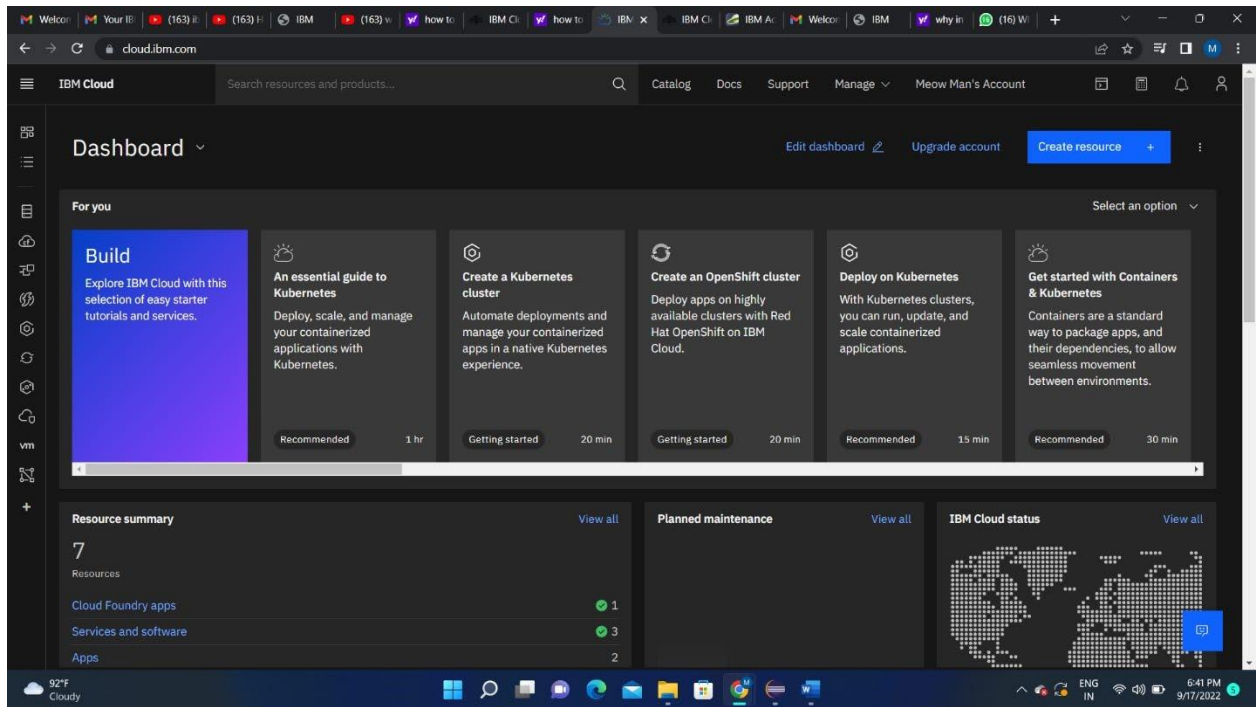 Welcon
Your IB
(163) ib
(163) H
IBM
(163) w
how to
IBM Cl
how to
IBM
IBM Cl
IBM Ac
Welcor
IBM
why in
(16) W
cloud.ibm.com
M
IBM Cloud
Search resources and products...
Catalog
Docs
Support
Manage
Meow Man's Account
Dashboard
Edit dashboard
Upgrade account
Create resource +
For you
Select an option
Build
Explore IBM Cloud with this
selection of easy starter
tutorials and services.
An essential guide to
Kubernetes
Deploy, scale, and manage
your containerized
applications with
Kubernetes.
Recommended
1 hr
Create a Kubernetes
cluster
Automate deployments and
manage your containerized
apps in a native Kubernetes
experience.
Getting started
20 min
Create an OpenShift cluster
Deploy apps on highly
available clusters with Red
Hat OpenShift on IBM
Cloud.
Getting started
20 min
Deploy on Kubernetes
With Kubernetes clusters,
you can run, update, and
scale containerized
applications.
Recommended
15 min
Get started with Containers
& Kubernetes
Containers are a standard
way to package apps, and
their dependencies, to allow
seamless movement
between environments.
Recommended
30 min
vm
Resource summary
View all
7
Resources
Cloud Foundry apps
1
Services and software
3
Apps
2
Planned maintenance
View all
IBM Cloud status
View all
92°F
Cloudy
ENG
IN
6:41 PM
9/17/2022
5